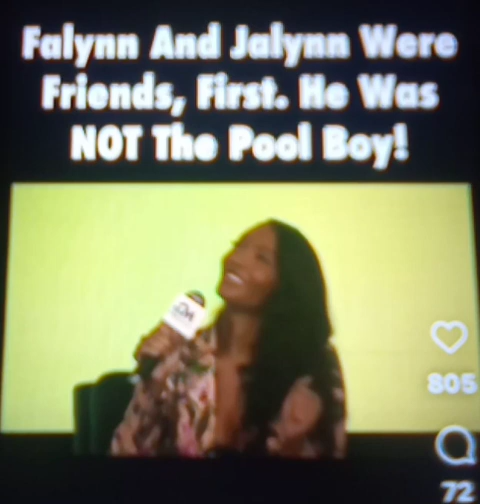 Falynn And Jalynn Were
Friends, First. He Was
NOT The Pool Boy!
805
72